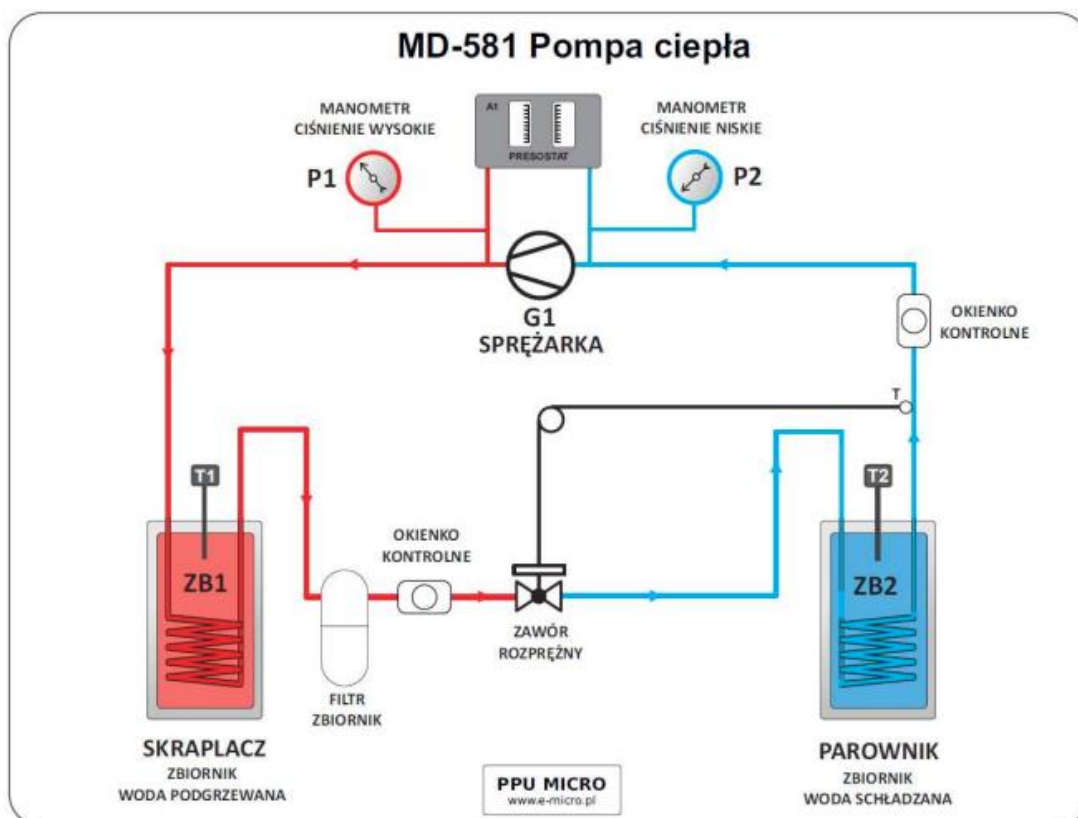 MD-581 Pompa ciepła
MANOMETR
CIŚNIENIE WYSOKIE
P1
A1
PRESOSTAT
MANOMETR
CIŚNIENIE NISKIE
P2
G1
SPRĘŻARKA
OKIENKO
KONTROLNE
T
T1
ZB1
OKIENKO
KONTROLNE
T2
ZB2
ZAWÓR
ROZPRĘŻNY
FILTR
ZBIORNIK
SKRAPLACZ
ZBIORNIK
WODA PODGRZEWANA
PPU MICRO
www.e-micro.pl
PAROWNIK
ZBIORNIK
WODA SCHŁADZANA